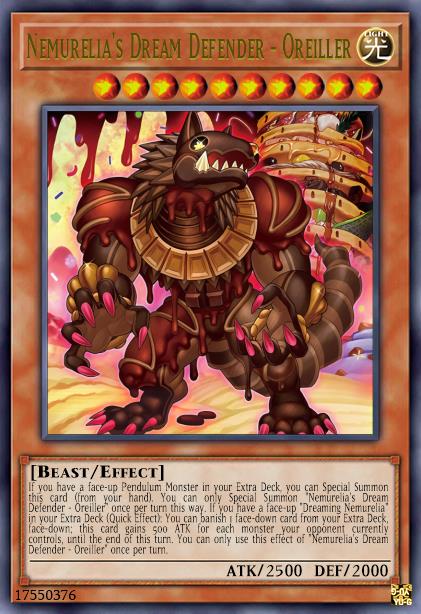 Nemurelia's Dream Defender - Oreiller
LIGHT
光
[Beast/Effect]
If you have a face-up Pendulum Monster in your Extra Deck, you can Special Summon
this card (from your hand). You can only Special Summon "Nemurelia's Dream
Defender - Oreiller" once per turn this way. If you have a face-up "Dreaming Nemurelia"
in your Extra Deck (Quick Effect): You can banish 1 face-down card from your Extra Deck,
face-down; this card gains 500 ATK for each monster your opponent currently
controls, until the end of this turn. You can only use this effect of "Nemurelia's Dream
Defender - Oreiller" once per turn.
ATK/2500 DEF/2000
17550376